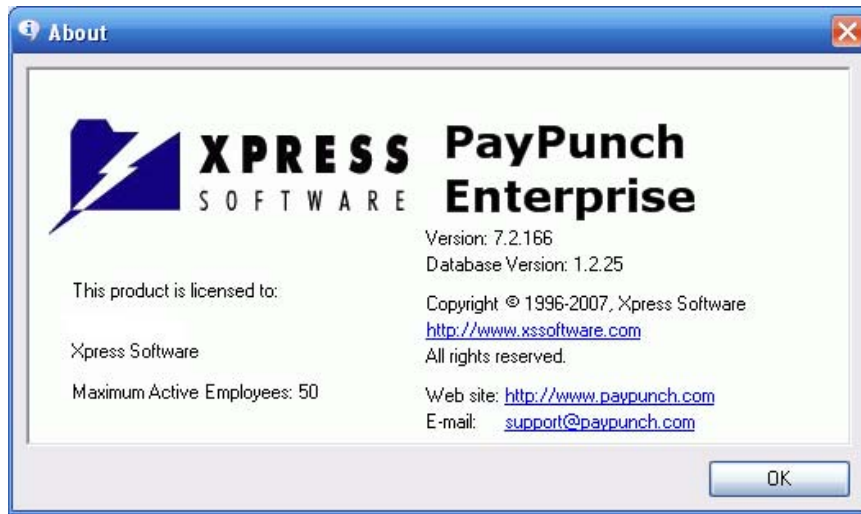 About
XPRESS
SOFTWARE
PayPunch
Enterprise
Version: 7.2.166
Database Version: 1.2.25
This product is licensed to:
Xpress Software
Maximum Active Employees: 50
Copyright © 1996-2007, Xpress Software
http://www.xssoftware.com
All rights reserved.
Web site: http://www.paypunch.com
E-mail: support@paypunch.com
OK